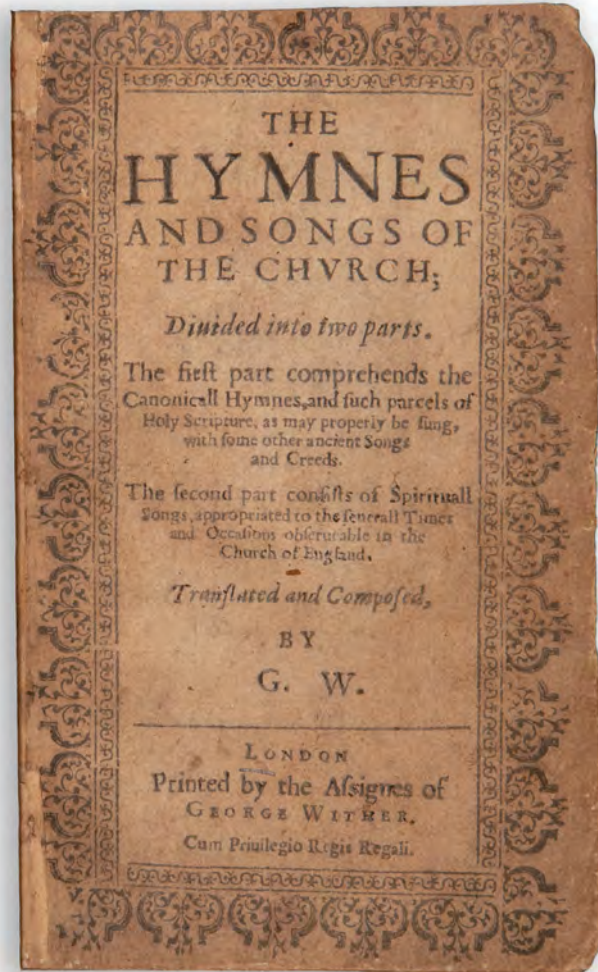 THE
HYMNES
AND SONGS OF
THE CHVRCH;
Diuided into two parts.
The first part comprehends the
Canonicall Hymnes, and such parcels of
Holy Scripture, as may properly be sung,
with some other ancient Songs
and Creeds.
The second part consists of Spirituall
Songs, appropriated to the seuerall Times
and Occasions obseruable in the
Church of England.
Translated and Composed,
BY
G. W.
LONDON
Printed by the Assignes of
GEORGE WITHER.
Cum Priuilegio Regis Regali.